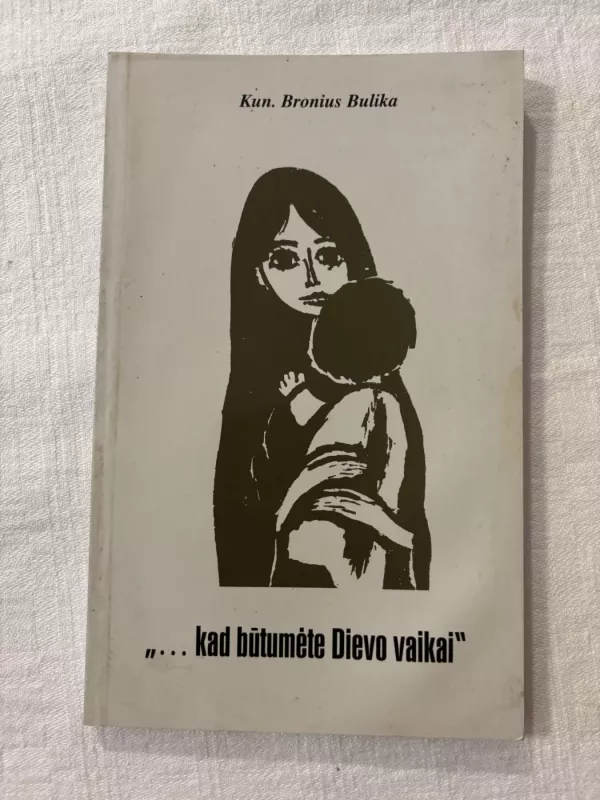 Kun. Bronius Bulika
„... kad būtumėte Dievo vaikai"